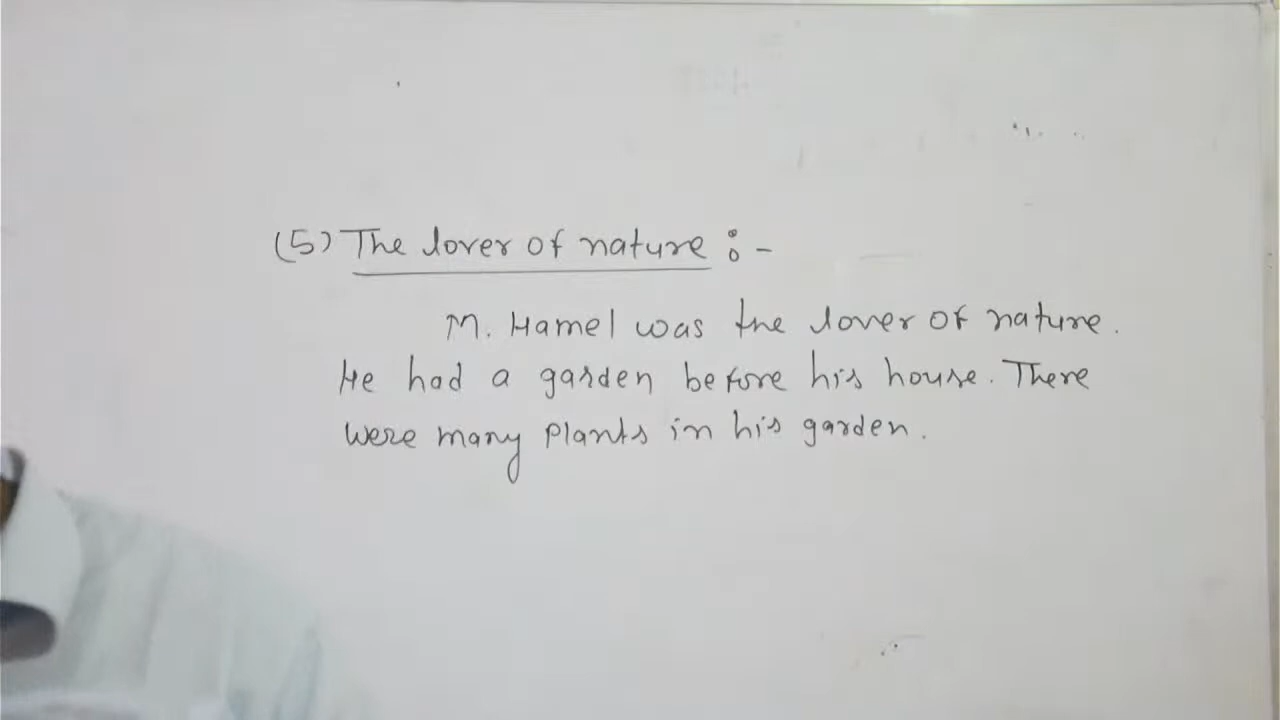 (5) The lover of nature :-
M. Hamel was the lover of nature.
He had a garden before his house. There
were many plants in his garden.